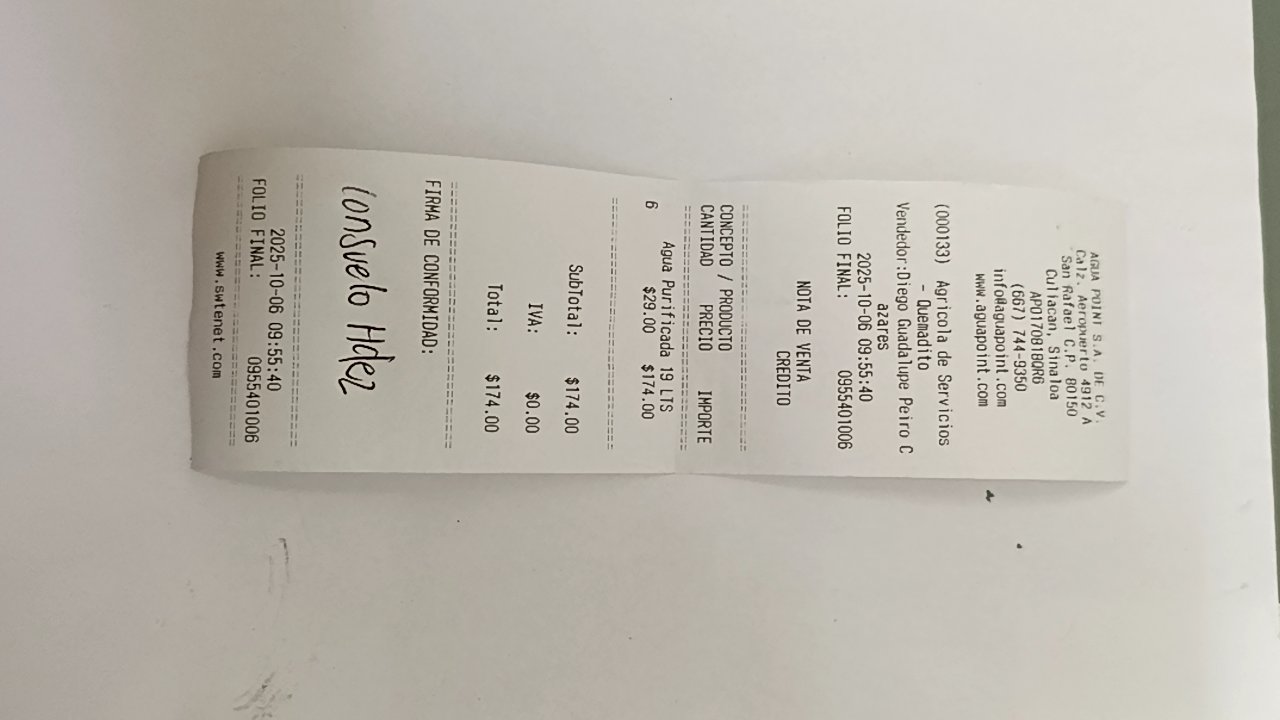 AGUA POINT S.A. DE C.V.
Calz. Aeropuerto 4912 A
San Rafael C.P. 80150
Culiacan, Sinaloa
APO170818QR6
(667) 744-9350
info@aguapoint.com
www.aguapoint.com
(000133) Agricola de Servicios
- Quemadito
Vendedor:Diego Guadalupe Peiro C
azares
2025-10-06 09:55:40
FOLIO FINAL: 0955401006
NOTA DE VENTA
CREDITO
================================
CONCEPTO / PRODUCTO
CANTIDAD PRECIO IMPORTE
================================
Agua Purificada 19 LTS
6 $29.00 $174.00
================================
SubTotal: $174.00
IVA: $0.00
Total: $174.00
================================
FIRMA DE CONFORMIDAD:
Consuelo Hdez
================================
2025-10-06 09:55:40
FOLIO FINAL: 0955401006
================================
www.swtenet.com